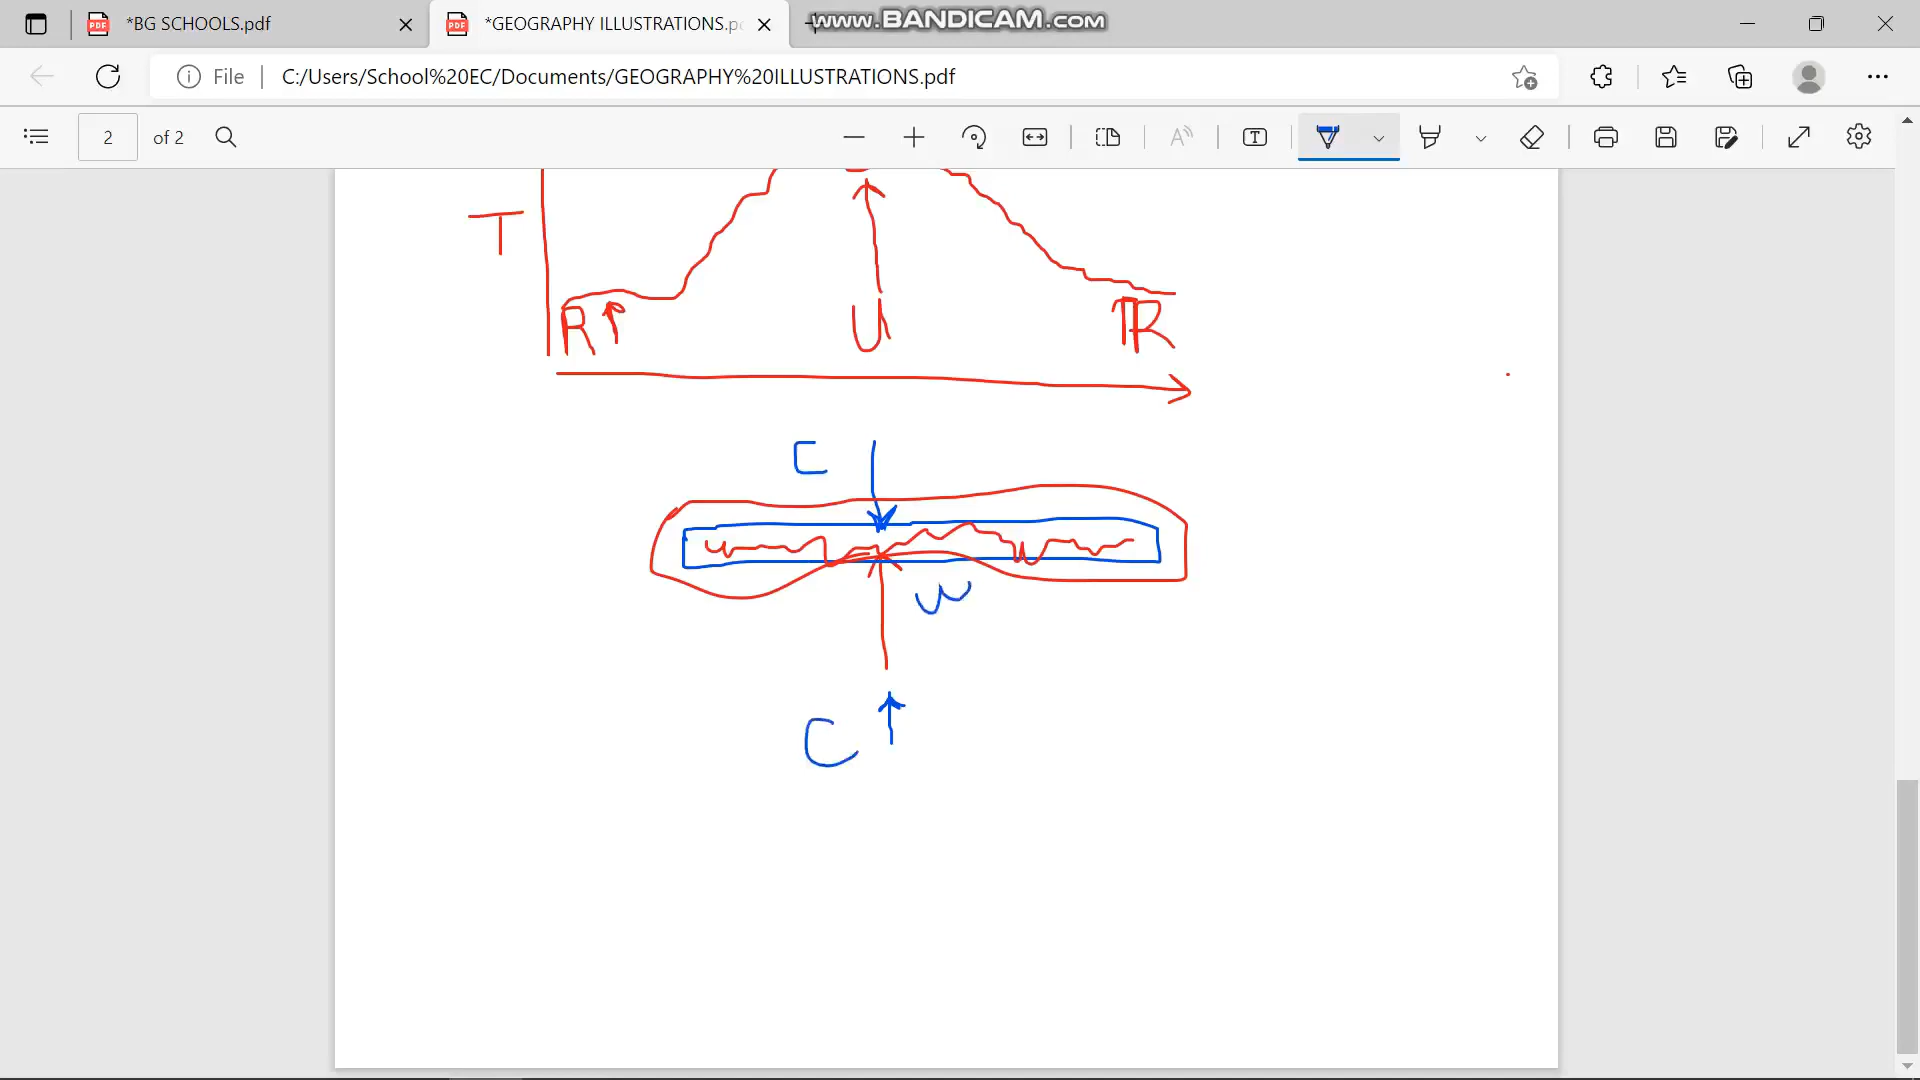 *BG SCHOOLS.pdf
*GEOGRAPHY ILLUSTRATIONS.p
www.BANDICAM.COM
File
C:/Users/School%20EC/Documents/GEOGRAPHY%20ILLUSTRATIONS.pdf
2 of 2
T
R
U
R
C
W
C